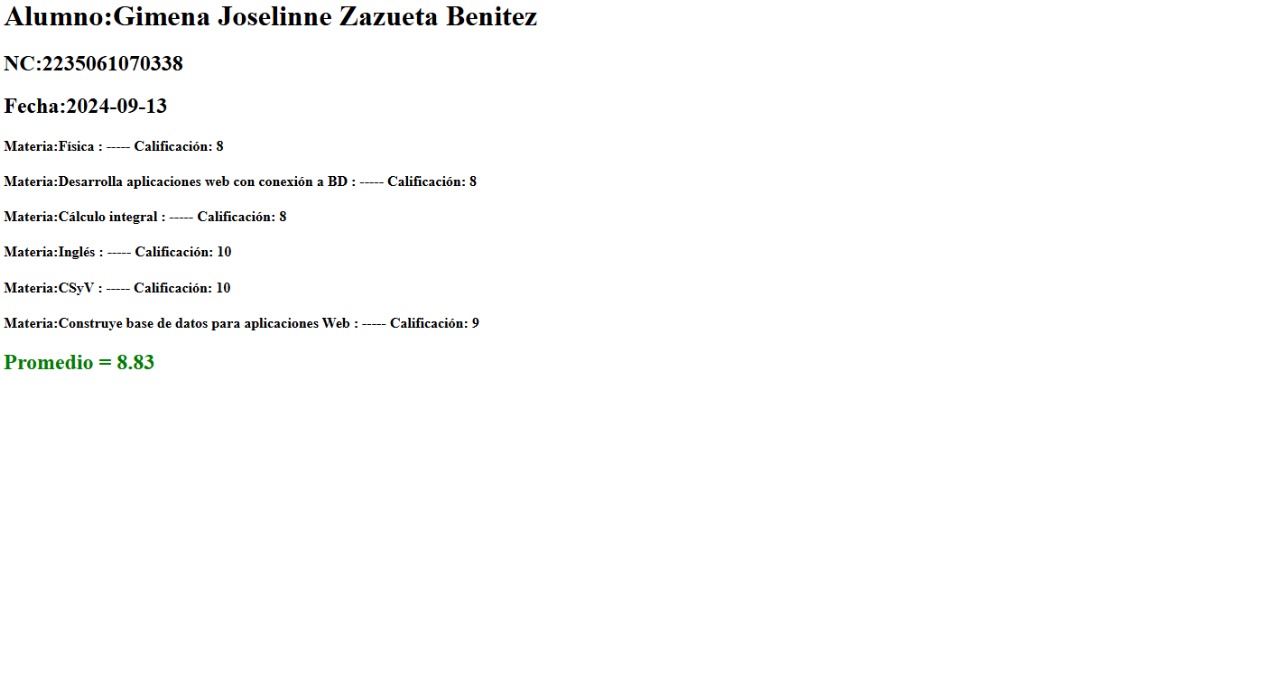 Alumno:Gimena Joselinne Zazueta Benitez
NC:2235061070338
Fecha:2024-09-13
Materia:Física : ----- Calificación: 8
Materia:Desarrolla aplicaciones web con conexión a BD : ----- Calificación: 8
Materia:Cálculo integral : ----- Calificación: 8
Materia:Inglés : ----- Calificación: 10
Materia:CSyV : ----- Calificación: 10
Materia:Construye base de datos para aplicaciones Web : ----- Calificación: 9
Promedio = 8.83